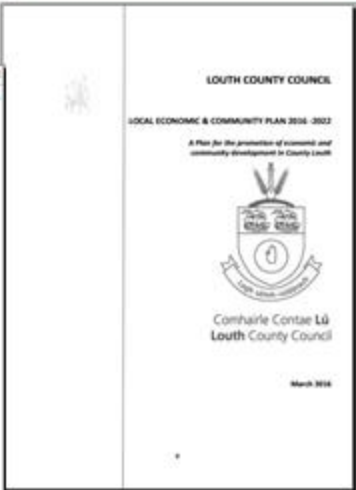 LOUTH COUNTY COUNCIL
LOCAL ECONOMIC & COMMUNITY PLAN 2016 -2022
A Plan for the promotion of economic and
community development in County Louth
Comhairle Contae Lú
Louth County Council
March 2016